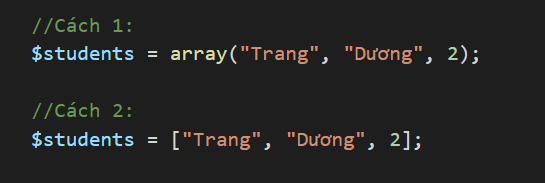 //Cách 1:
$students = array("Trang", "Dương", 2);
//Cách 2:
$students = ["Trang", "Dương", 2];